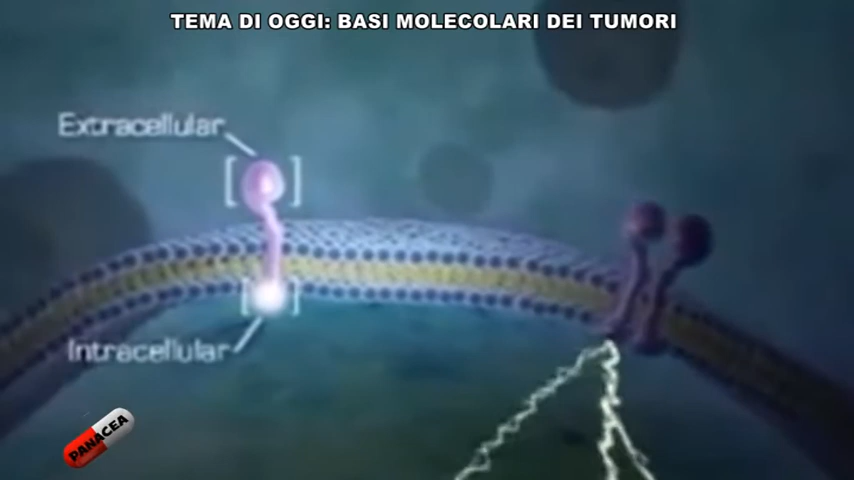 TEMA DI OGGI: BASI MOLECOLARI DEI TUMORI
Extracellular
Intracellular
PANACEA